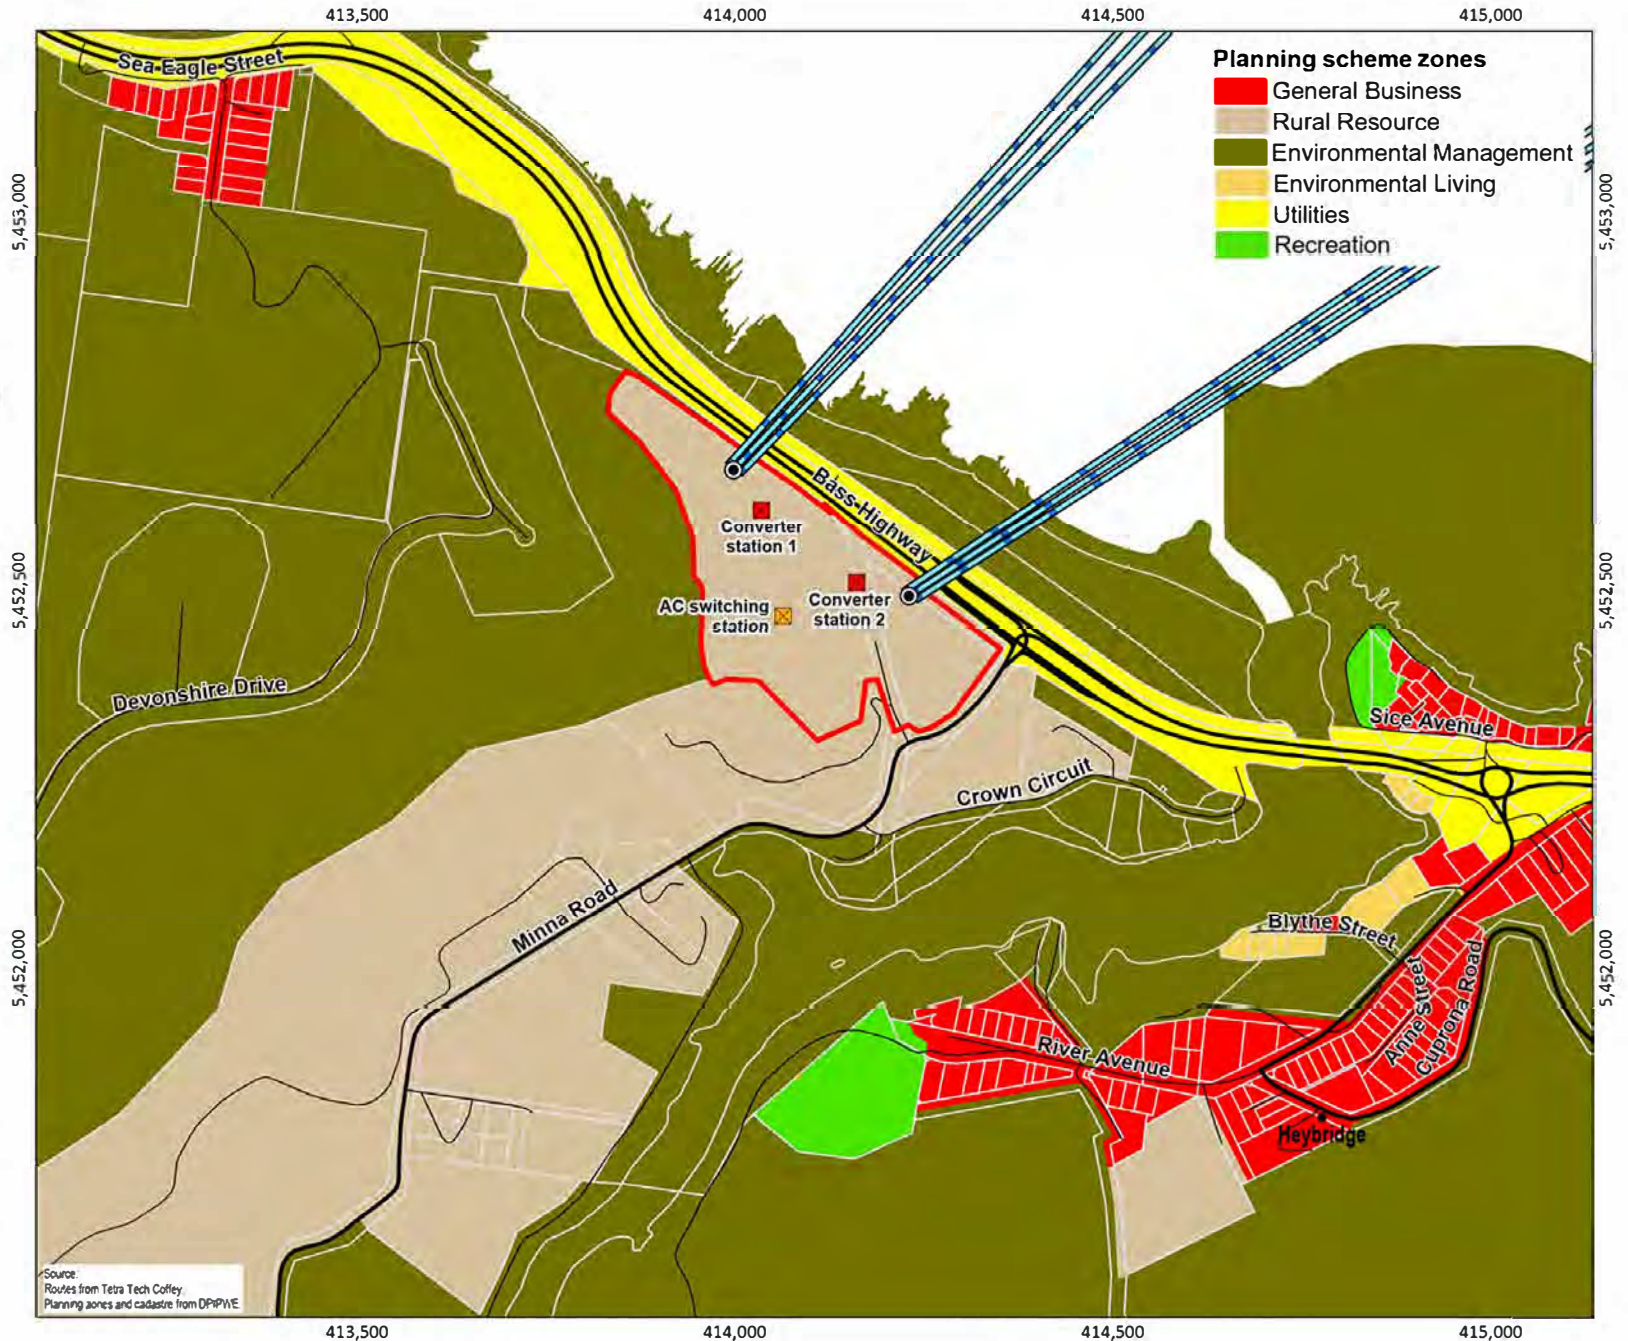 413,500
414,000
414,500
415,000
Planning scheme zones
General Business
Rural Resource
Environmental Management
Environmental Living
Utilities
Recreation
Sea Eagle Street
5,453,000
5,453,000
Bass Highway
Converter
station 1
Converter
station 2
AC switching
station
5,452,500
5,452,500
Devonshire Drive
Sice Avenue
Crown Circuit
Minna Road
Blythe Street
5,452,000
5,452,000
Anne Street
Cuprona Road
River Avenue
Heybridge
Source:
Routes from Tetra Tech Coffey.
Planning zones and cadastre from DPIPWE.
413,500
414,000
414,500
415,000